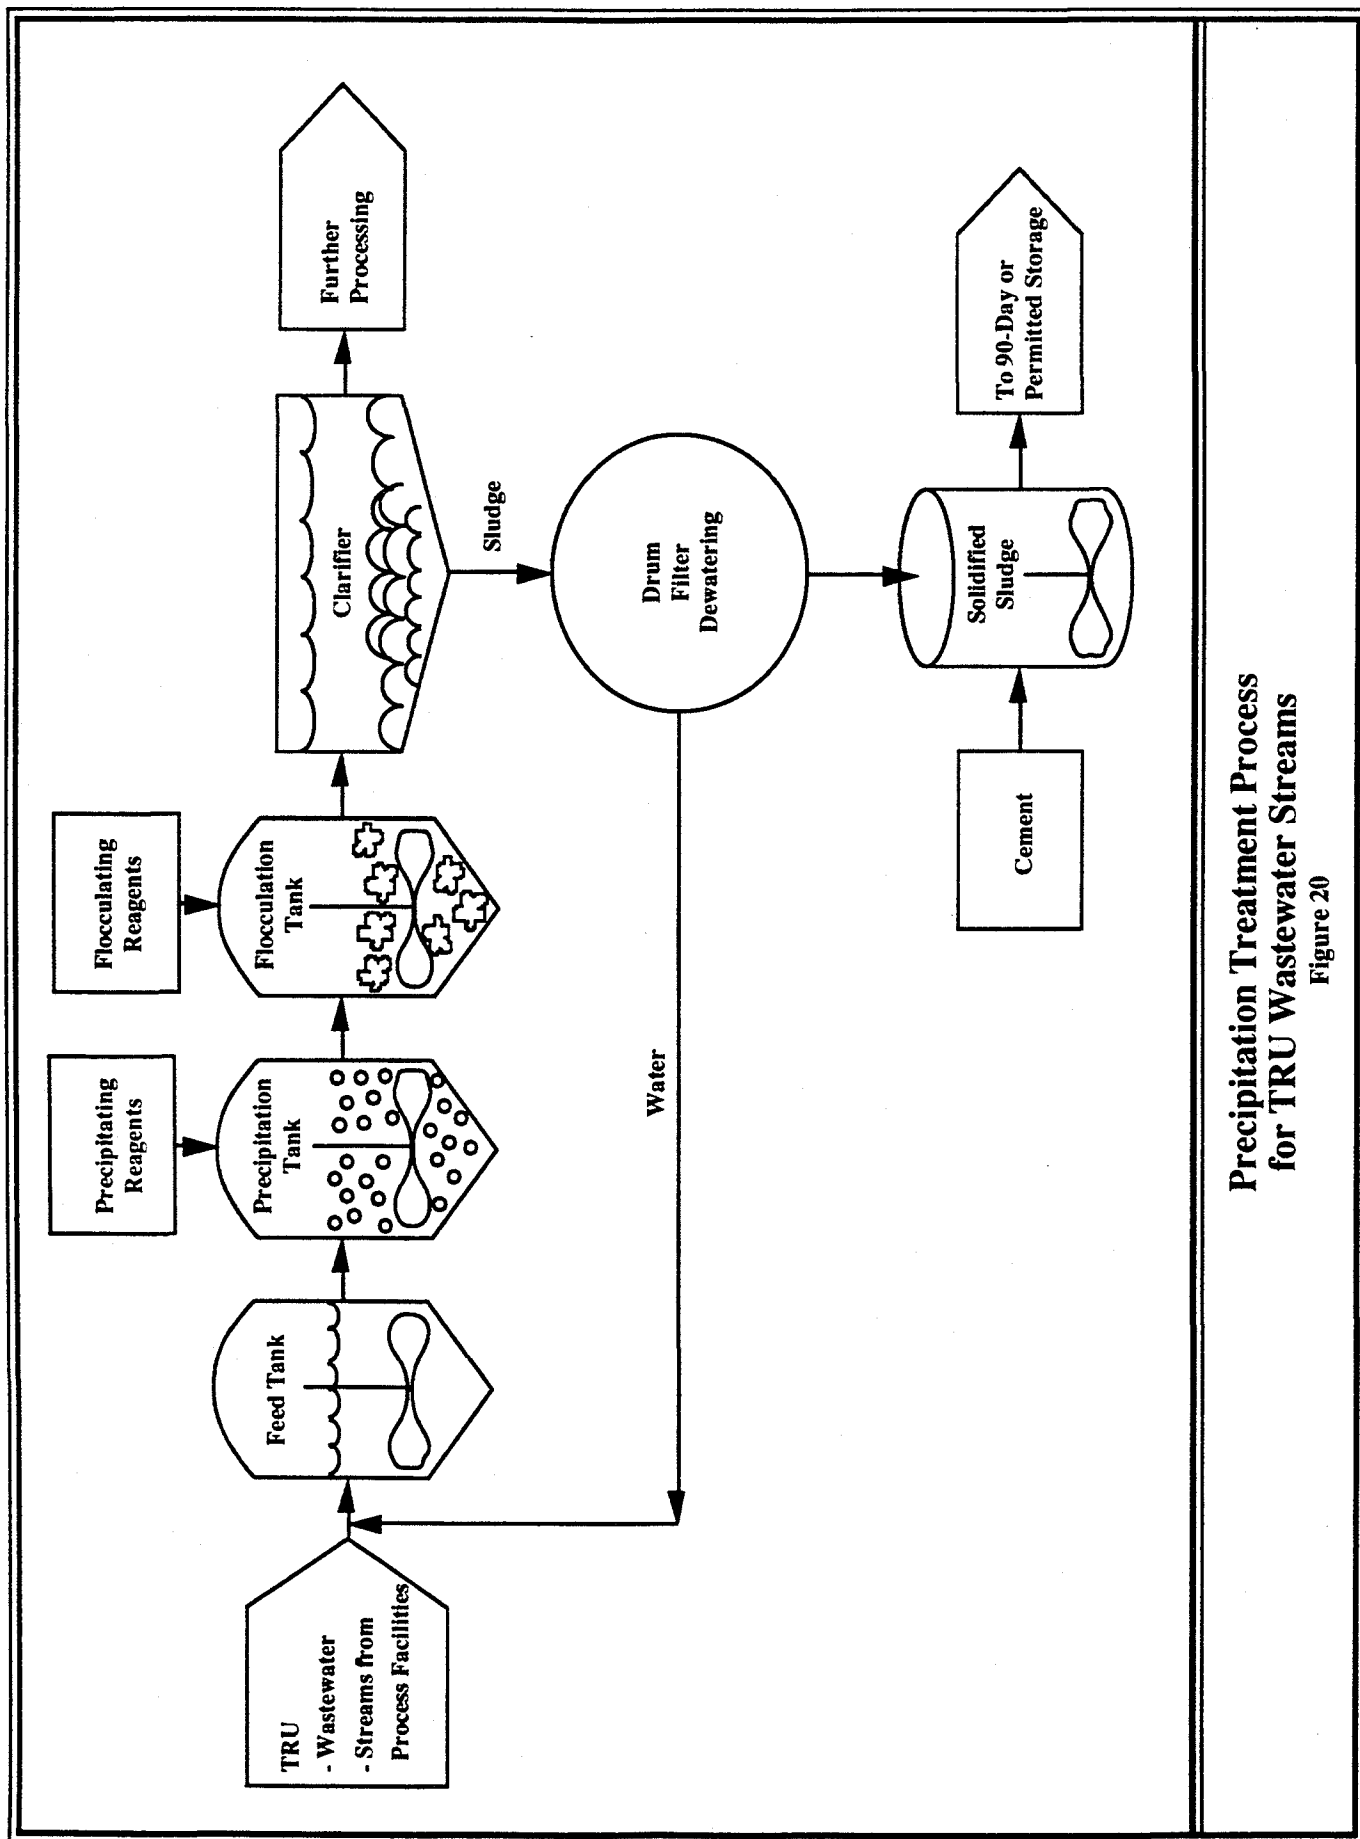 Precipitating
Reagents
Flocculating
Reagents
TRU
- Wastewater
- Streams from
Process Facilities
Feed Tank
Precipitation
Tank
Flocculation
Tank
Clarifier
Further
Processing
Sludge
Water
Drum
Filter
Dewatering
Cement
Solidified
Sludge
To 90-Day or
Permitted Storage
Precipitation Treatment Process
for TRU Wastewater Streams
Figure 20